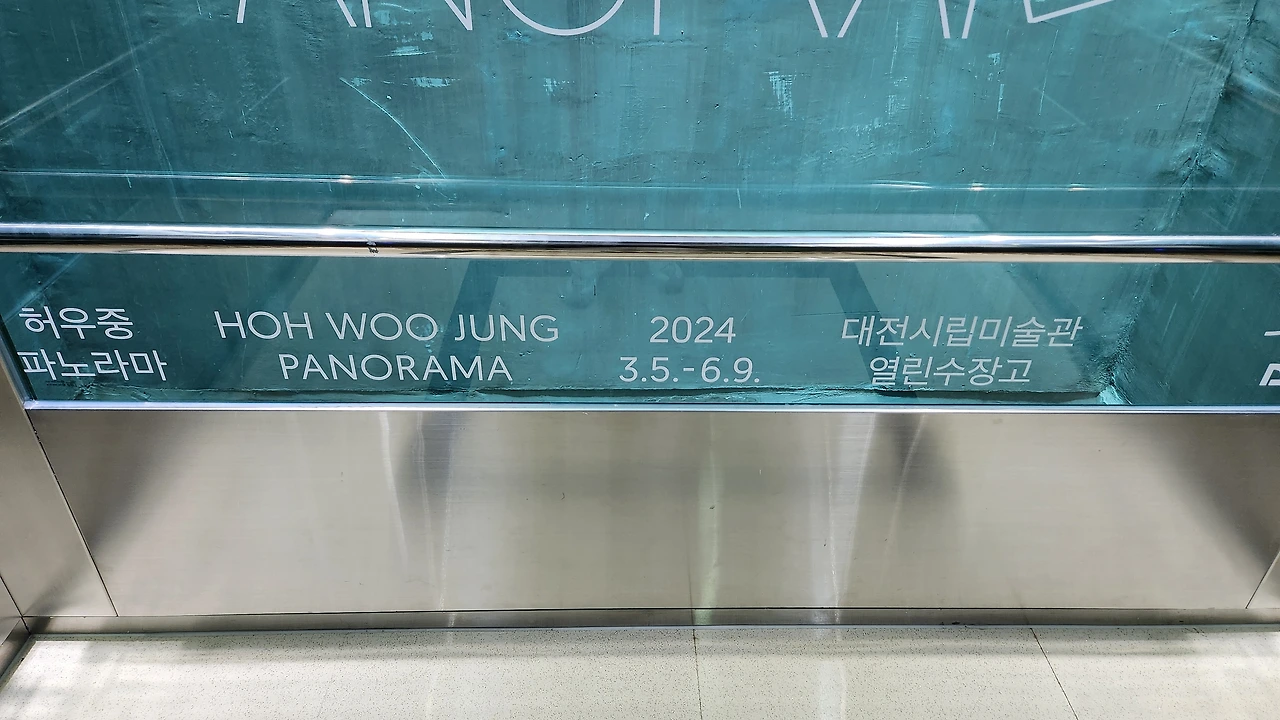 허우중
파노라마
HOH WOO JUNG
PANORAMA
2024
3.5.-6.9.
대전시립미술관
열린수장고